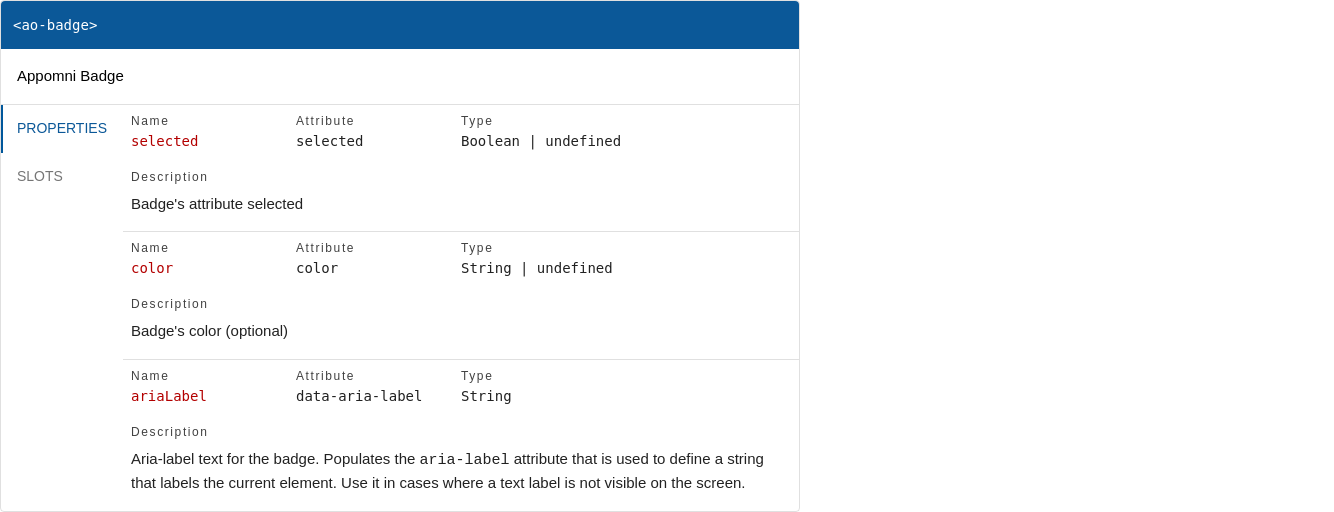 <ao-badge>
Appomni Badge
PROPERTIES
SLOTS
Name Attribute Type
selected selected Boolean | undefined
Description
Badge's attribute selected
Name Attribute Type
color color String | undefined
Description
Badge's color (optional)
Name Attribute Type
ariaLabel data-aria-label String
Description
Aria-label text for the badge. Populates the aria-label attribute that is used to define a string
that labels the current element. Use it in cases where a text label is not visible on the screen.